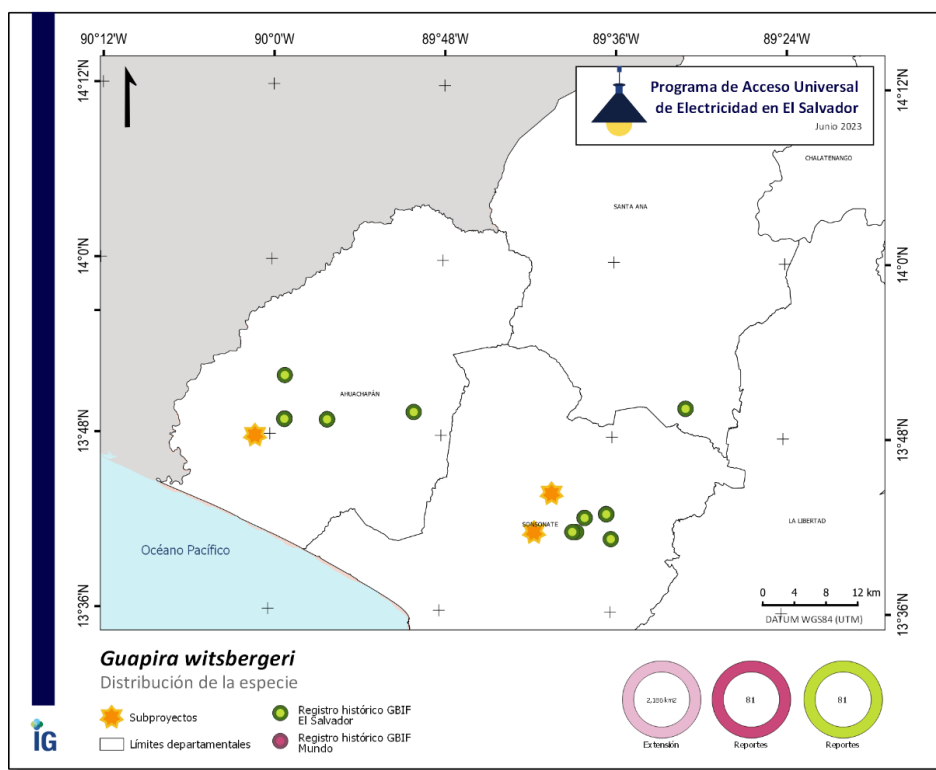 90°12'W 90°0'W 89°48'W 89°36'W 89°24'W
14°12'N
14°12'N
Programa de Acceso Universal
de Electricidad en El Salvador
Junio 2023
CHALATENANGO
SANTA ANA
14°0'N
14°0'N
AHUACHAPÁN
13°48'N
13°48'N
SONSONATE
LA LIBERTAD
Océano Pacífico
0 4 8 12 km
13°36'N
13°36'N
DATUM WGS84 (UTM)
Guapira witsbergeri
Distribución de la especie
Subproyectos
Registro histórico GBIF
El Salvador
Límites departamentales
Registro histórico GBIF
Mundo
81
81
Extensión
Reportes
Reportes
iG